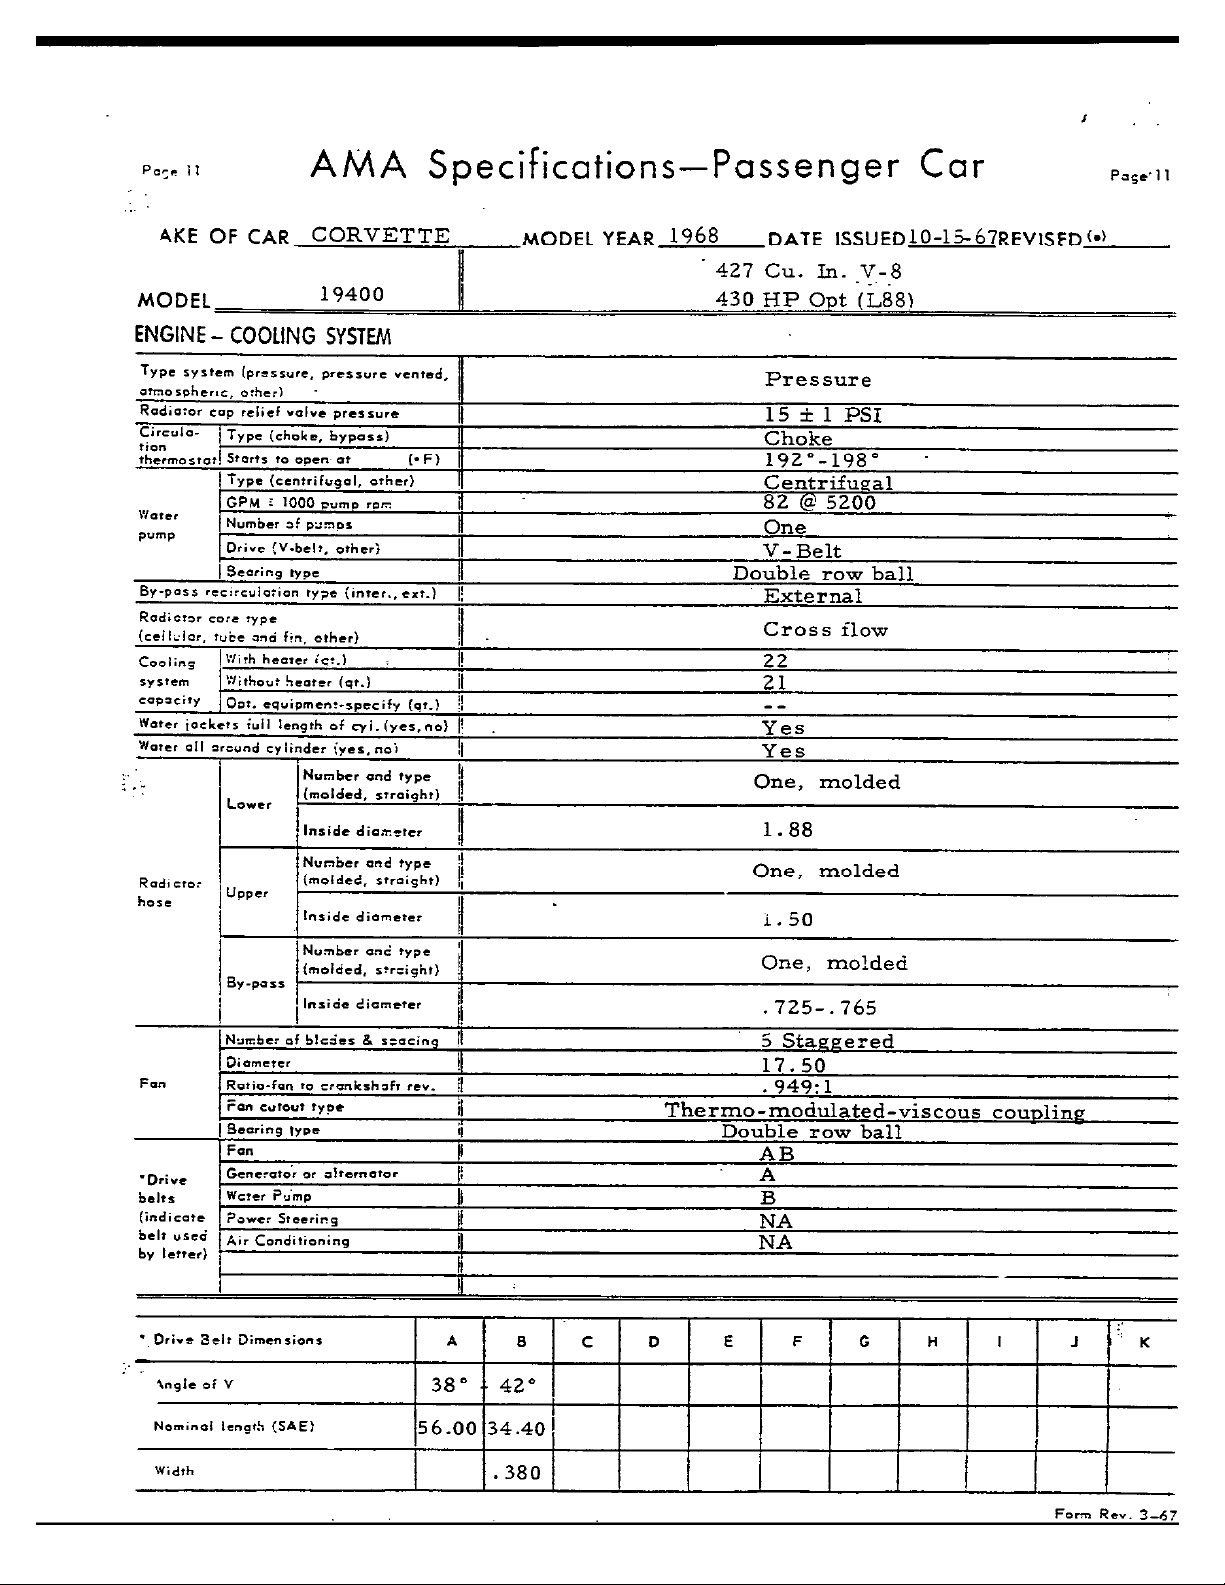 Page 11 AMA Specifications—Passenger Car Page 11
AKE OF CAR CORVETTE MODEL YEAR 1968 DATE ISSUED 10-15-67 REVISED (•)
MODEL 19400
427 Cu. In. V-8
430 HP Opt (L88)
ENGINE – COOLING SYSTEM
Type system (pressure, pressure vented, atmospheric, other) Pressure
Radiator cap relief valve pressure 15 ± 1 PSI
Circulation thermostat Type (choke, bypass) Choke
Starts to open at (°F) 192°-198°
Water pump Type (centrifugal, other) Centrifugal
GPM 1000 pump rpm 82 @ 5200
Number of pumps One
Drive (V-belt, other) V-Belt
Bearing type Double row ball
By-pass recirculation type (inter., ext.) External
Radiator core type (cellular, tube and fin, other) Cross flow
Cooling system capacity With heater (qt.) 22
Without heater (qt.) 21
Opt. equipment-specify (qt.) --
Water jackets full length of cyl. (yes, no) Yes
Water all around cylinder (yes, no) Yes
Radiator hose Lower Number and type (molded, straight) One, molded
Inside diameter 1.88
Upper Number and type (molded, straight) One, molded
Inside diameter 1.50
By-pass Number and type (molded, straight) One, molded
Inside diameter .725-.765
Fan Number of blades & spacing 5 Staggered
Diameter 17.50
Ratio-fan to crankshaft rev. .949:1
Fan cutout type Thermo-modulated-viscous coupling
Bearing type Double row ball
*Drive belts (indicate belt used by letter) Fan AB
Generator or alternator A
Water Pump B
Power Steering NA
Air Conditioning NA
* Drive Belt Dimensions A B C D E F G H I J K
Angle of V 38° 42°
Nominal length (SAE) 56.00 34.40
Width .380
Form Rev. 3–67